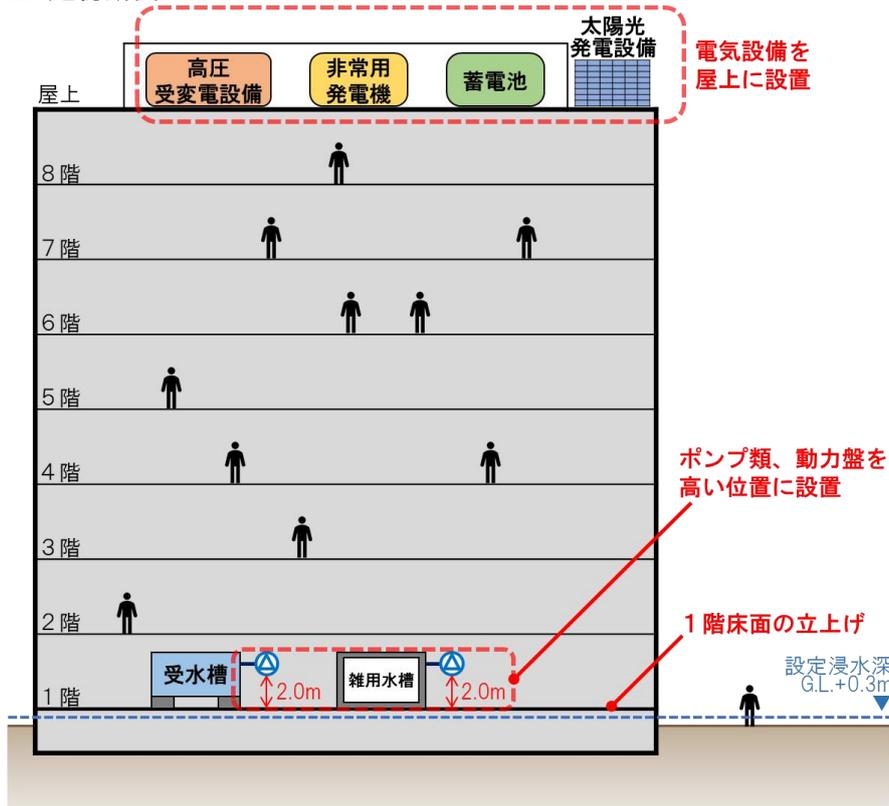 太陽光
発電設備
電気設備を
屋上に設置
高圧
受変電設備
非常用
発電機
蓄電池
屋上
8階
7階
6階
5階
4階
ポンプ類、動力盤を
高い位置に設置
3階
2階
1階床面の立上げ
受水槽
2.0m
雑用水槽
2.0m
設定浸水深
G.L.+0.3m
1階